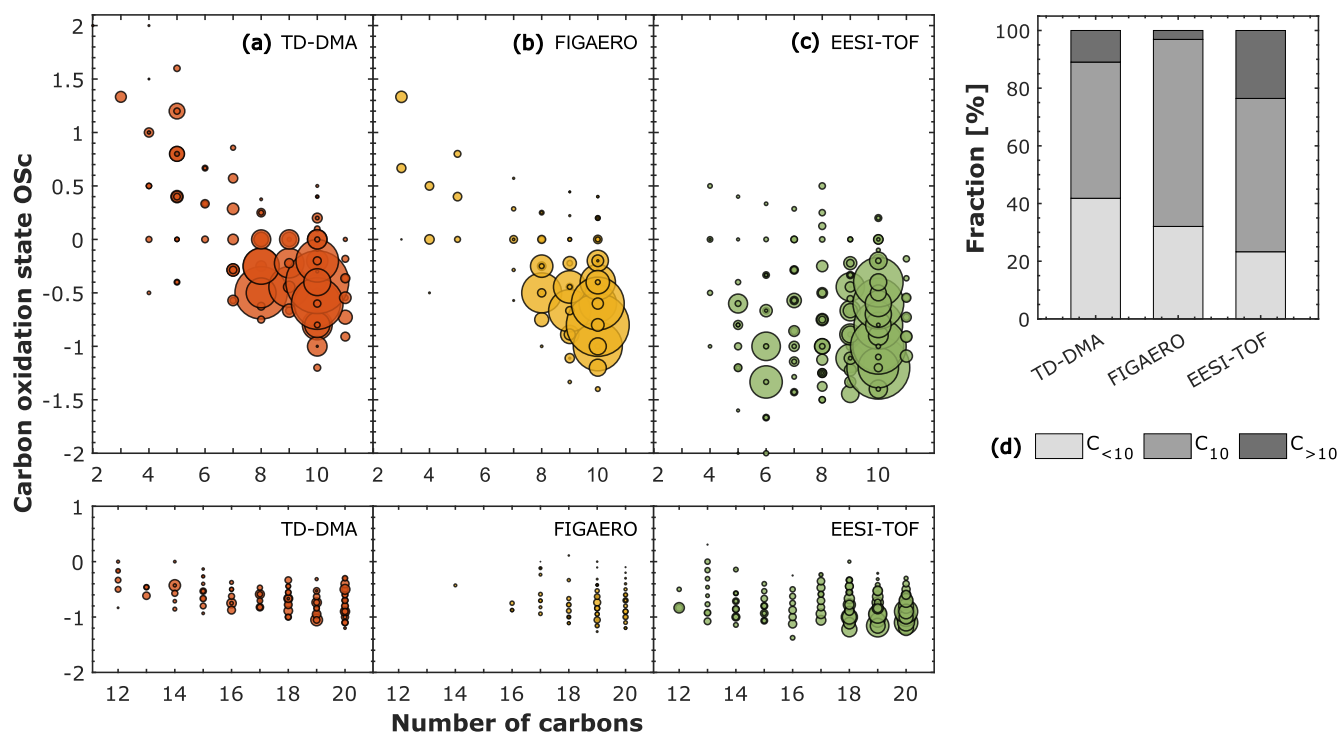 (a) TD-DMA
(b) FIGAERO
(c) EESI-TOF
Carbon oxidation state OSc
2
1.5
1
0.5
0
-0.5
-1
-1.5
-2
2 4 6 8 10
2 4 6 8 10
2 4 6 8 10
TD-DMA
FIGAERO
EESI-TOF
1
0
-1
-2
12 14 16 18 20
12 14 16 18 20
12 14 16 18 20
Number of carbons
Fraction [%]
100
80
60
40
20
0
TD-DMA
FIGAERO
EESI-TOF
(d) C<10 C10 C>10